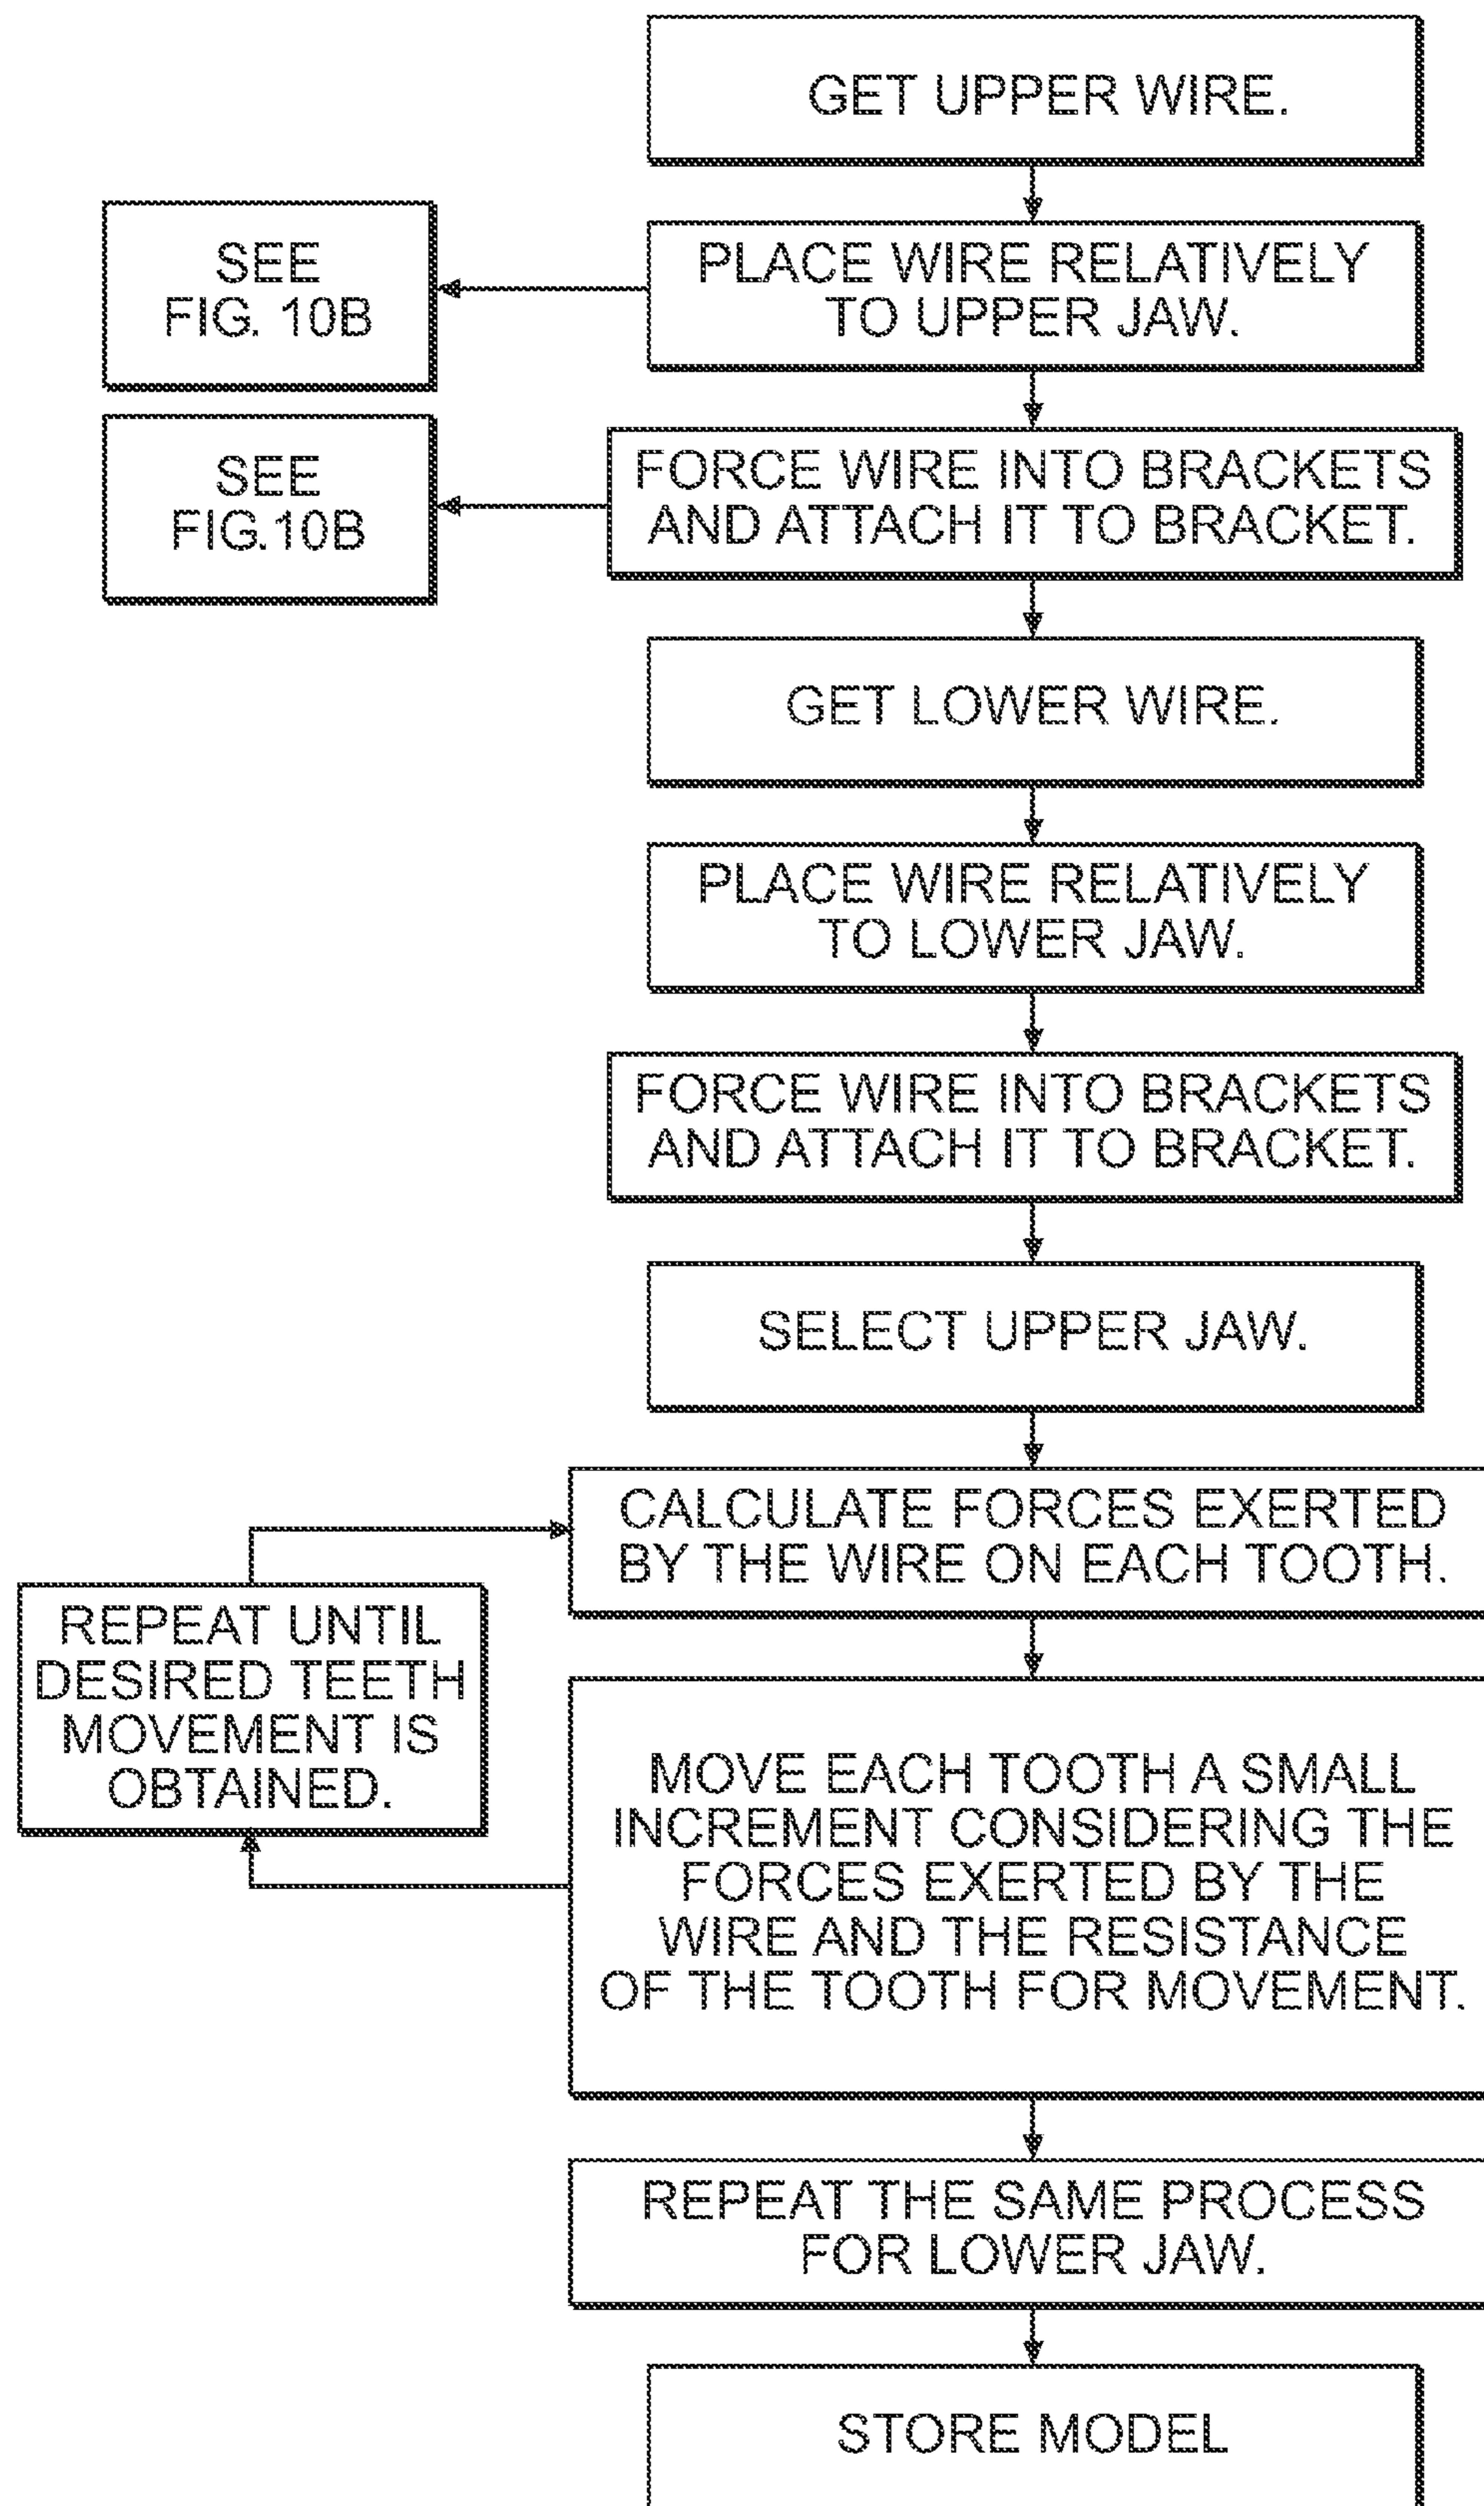 GET UPPER WIRE.
SEE
FIG. 10B
PLACE WIRE RELATIVELY
TO UPPER JAW.
SEE
FIG.10B
FORCE WIRE INTO BRACKETS
AND ATTACH IT TO BRACKET.
GET LOWER WIRE.
PLACE WIRE RELATIVELY
TO LOWER JAW.
FORCE WIRE INTO BRACKETS
AND ATTACH IT TO BRACKET.
SELECT UPPER JAW.
CALCULATE FORCES EXERTED
BY THE WIRE ON EACH TOOTH.
REPEAT UNTIL
DESIRED TEETH
MOVEMENT IS
OBTAINED.
MOVE EACH TOOTH A SMALL
INCREMENT CONSIDERING THE
FORCES EXERTED BY THE
WIRE AND THE RESISTANCE
OF THE TOOTH FOR MOVEMENT.
REPEAT THE SAME PROCESS
FOR LOWER JAW.
STORE MODEL